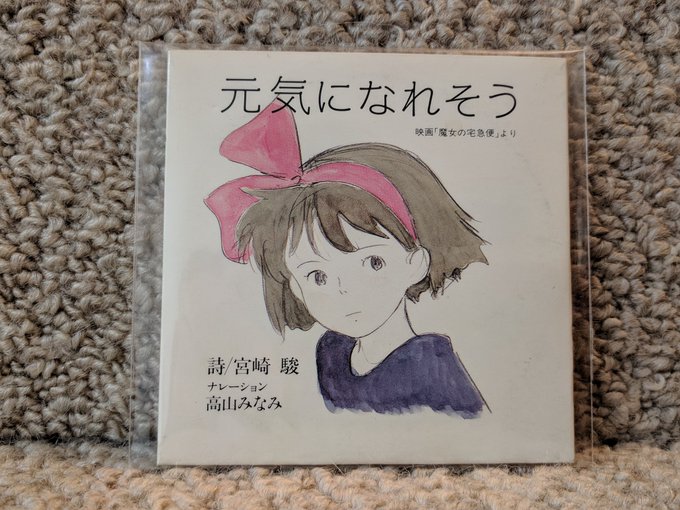 元気になれそう
映画「魔女の宅急便」より
詩/宮崎 駿
ナレーション
高山みなみ